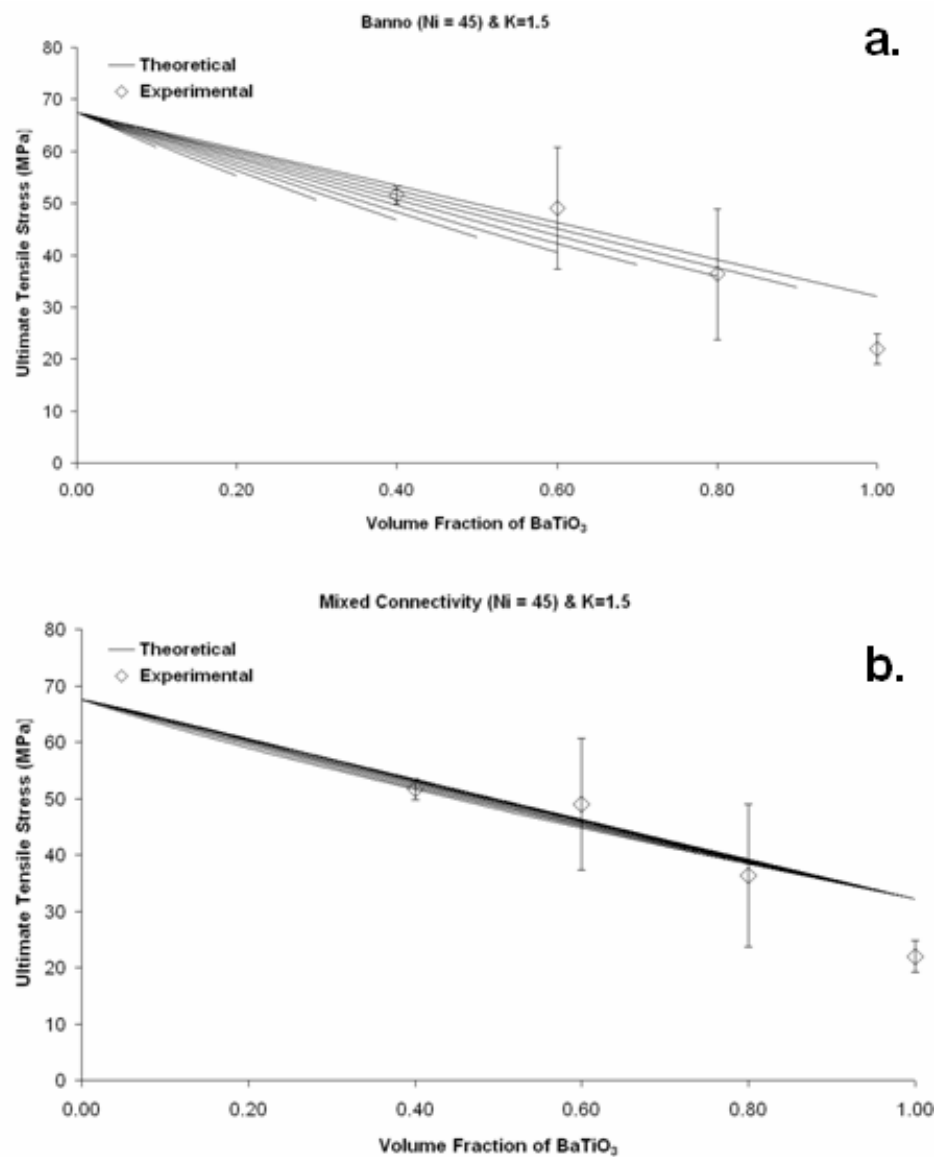 Banno (Ni = 45) & K=1.5
a.
Theoretical
Experimental
Ultimate Tensile Stress (MPa)
80
70
60
50
40
30
20
10
0
0.00 0.20 0.40 0.60 0.80 1.00
Volume Fraction of BaTiO₃
Mixed Connectivity (Ni = 45) & K=1.5
b.
Theoretical
Experimental
Ultimate Tensile Stress (MPa)
80
70
60
50
40
30
20
10
0
0.00 0.20 0.40 0.60 0.80 1.00
Volume Fraction of BaTiO₃